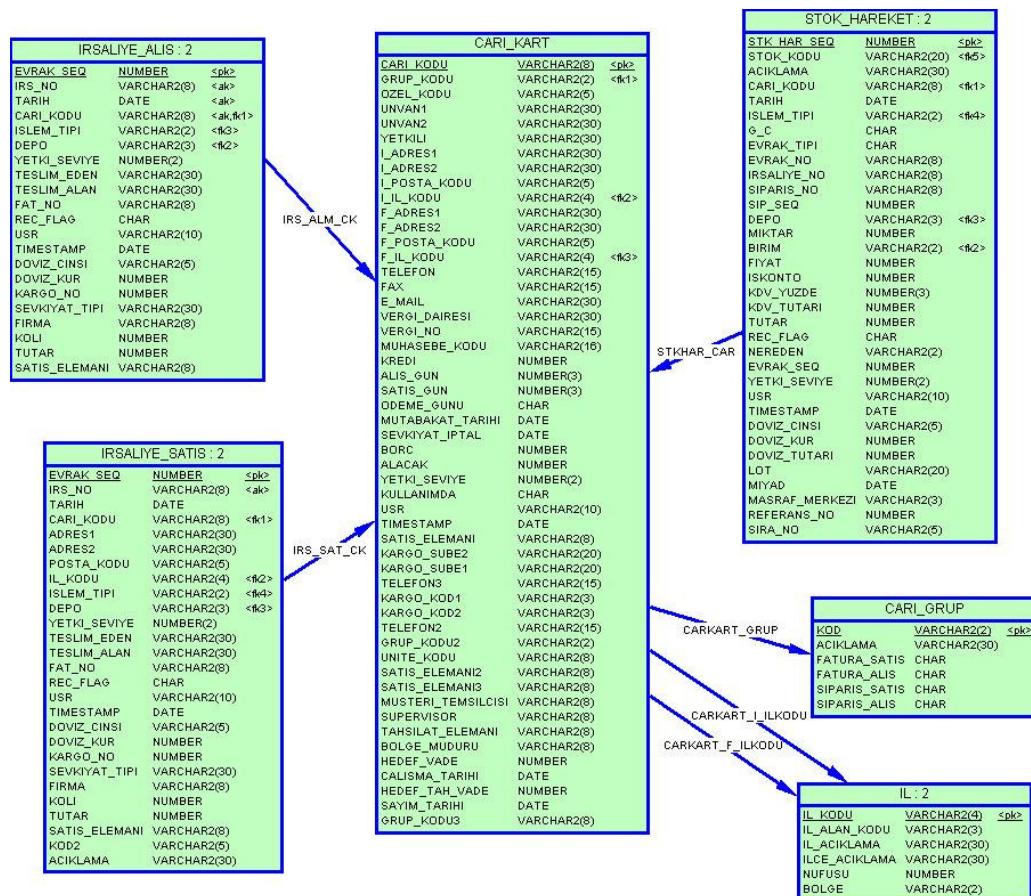 IRSALIYE_ALIS : 2
EVRAK_SEQ NUMBER <pk>
IRS_NO VARCHAR2(8) <ak>
TARIH DATE <ak>
CARI_KODU VARCHAR2(8) <ak,fk1>
ISLEM_TIPI VARCHAR2(2) <fk3>
DEPO VARCHAR2(3) <fk2>
YETKI_SEVIYE NUMBER(2)
TESLIM_EDEN VARCHAR2(30)
TESLIM_ALAN VARCHAR2(30)
FAT_NO VARCHAR2(8)
REC_FLAG CHAR
USR VARCHAR2(10)
TIMESTAMP DATE
DOVIZ_CINSI VARCHAR2(5)
DOVIZ_KUR NUMBER
KARGO_NO NUMBER
SEVKIYAT_TIPI VARCHAR2(30)
FIRMA VARCHAR2(8)
KOLI NUMBER
TUTAR NUMBER
SATIS_ELEMANI VARCHAR2(8)
IRS_ALM_CK
IRSALIYE_SATIS : 2
EVRAK_SEQ NUMBER <pk>
IRS_NO VARCHAR2(8) <ak>
TARIH DATE
CARI_KODU VARCHAR2(8) <fk1>
ADRES1 VARCHAR2(30)
ADRES2 VARCHAR2(30)
POSTA_KODU VARCHAR2(5)
IL_KODU VARCHAR2(4) <fk2>
ISLEM_TIPI VARCHAR2(2) <fk4>
DEPO VARCHAR2(3) <fk3>
YETKI_SEVIYE NUMBER(2)
TESLIM_EDEN VARCHAR2(30)
TESLIM_ALAN VARCHAR2(30)
FAT_NO VARCHAR2(8)
REC_FLAG CHAR
USR VARCHAR2(10)
TIMESTAMP DATE
DOVIZ_CINSI VARCHAR2(5)
DOVIZ_KUR NUMBER
KARGO_NO NUMBER
SEVKIYAT_TIPI VARCHAR2(30)
FIRMA VARCHAR2(8)
KOLI NUMBER
TUTAR NUMBER
SATIS_ELEMANI VARCHAR2(8)
KOD2 VARCHAR2(5)
ACIKLAMA VARCHAR2(30)
IRS_SAT_CK
CARI_KART
CARI_KODU VARCHAR2(8) <pk>
GRUP_KODU VARCHAR2(2) <fk1>
OZEL_KODU VARCHAR2(5)
UNVAN1 VARCHAR2(30)
UNVAN2 VARCHAR2(30)
YETKILI VARCHAR2(30)
I_ADRES1 VARCHAR2(30)
I_ADRES2 VARCHAR2(30)
I_POSTA_KODU VARCHAR2(5)
I_IL_KODU VARCHAR2(4) <fk2>
F_ADRES1 VARCHAR2(30)
F_ADRES2 VARCHAR2(30)
F_POSTA_KODU VARCHAR2(5)
F_IL_KODU VARCHAR2(4) <fk3>
TELEFON VARCHAR2(15)
FAX VARCHAR2(15)
E_MAIL VARCHAR2(30)
VERGI_DAIRESI VARCHAR2(30)
VERGI_NO VARCHAR2(15)
MUHASEBE_KODU VARCHAR2(16)
KREDI NUMBER
ALIS_GUN NUMBER(3)
SATIS_GUN NUMBER(3)
ODEME_GUNU CHAR
MUTABAKAT_TARIHI DATE
SEVKIYAT_IPTAL DATE
BORC NUMBER
ALACAK NUMBER
YETKI_SEVIYE NUMBER(2)
KULLANIMDA CHAR
USR VARCHAR2(10)
TIMESTAMP DATE
SATIS_ELEMANI VARCHAR2(8)
KARGO_SUBE2 VARCHAR2(20)
KARGO_SUBE1 VARCHAR2(20)
TELEFON3 VARCHAR2(15)
KARGO_KOD1 VARCHAR2(3)
KARGO_KOD2 VARCHAR2(3)
TELEFON2 VARCHAR2(15)
GRUP_KODU2 VARCHAR2(2)
UNITE_KODU VARCHAR2(8)
SATIS_ELEMANI2 VARCHAR2(8)
SATIS_ELEMANI3 VARCHAR2(8)
MUSTERI_TEMSILCISI VARCHAR2(8)
SUPERVISOR VARCHAR2(8)
TAHSILAT_ELEMANI VARCHAR2(8)
BOLGE_MUDURU VARCHAR2(8)
HEDEF_VADE NUMBER
CALISMA_TARIHI DATE
HEDEF_TAH_VADE NUMBER
SAYIM_TARIHI DATE
GRUP_KODU3 VARCHAR2(8)
STOK_HAREKET : 2
STK_HAR_SEQ NUMBER <pk>
STOK_KODU VARCHAR2(20) <fk5>
ACIKLAMA VARCHAR2(30)
CARI_KODU VARCHAR2(8) <fk1>
TARIH DATE
ISLEM_TIPI VARCHAR2(2) <fk4>
G_C CHAR
EVRAK_TIPI CHAR
EVRAK_NO VARCHAR2(8)
IRSALIYE_NO VARCHAR2(8)
SIPARIS_NO VARCHAR2(8)
SIP_SEQ NUMBER
DEPO VARCHAR2(3) <fk3>
MIKTAR NUMBER
BIRIM VARCHAR2(2) <fk2>
FIYAT NUMBER
ISKONTO NUMBER
KDV_YUZDE NUMBER(3)
KDV_TUTARI NUMBER
TUTAR NUMBER
REC_FLAG CHAR
NEREDEN VARCHAR2(2)
EVRAK_SEQ NUMBER
YETKI_SEVIYE NUMBER(2)
USR VARCHAR2(10)
TIMESTAMP DATE
DOVIZ_CINSI VARCHAR2(5)
DOVIZ_KUR NUMBER
DOVIZ_TUTARI NUMBER
LOT VARCHAR2(20)
MIYAD DATE
MASRAF_MERKEZI VARCHAR2(3)
REFERANS_NO NUMBER
SIRA_NO VARCHAR2(5)
STKHAR_CAR
CARKART_GRUP
CARI_GRUP
KOD VARCHAR2(2) <pk>
ACIKLAMA VARCHAR2(30)
FATURA_SATIS CHAR
FATURA_ALIS CHAR
SIPARIS_SATIS CHAR
SIPARIS_ALIS CHAR
CARKART_I_ILKODU
CARKART_F_ILKODU
IL : 2
IL_KODU VARCHAR2(4) <pk>
IL_ALAN_KODU VARCHAR2(3)
IL_ACIKLAMA VARCHAR2(30)
ILCE_ACIKLAMA VARCHAR2(30)
NUFUSU NUMBER
BOLGE VARCHAR2(2)